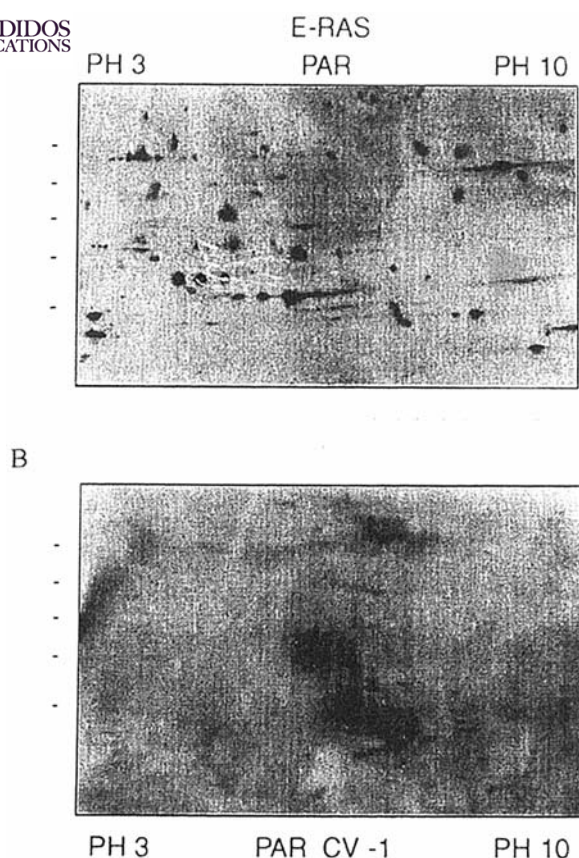 DIDOS
CATIONS
E-RAS
PH 3 PAR PH 10
-
-
-
-
-
B
-
-
-
-
-
PH 3 PAR CV -1 PH 10